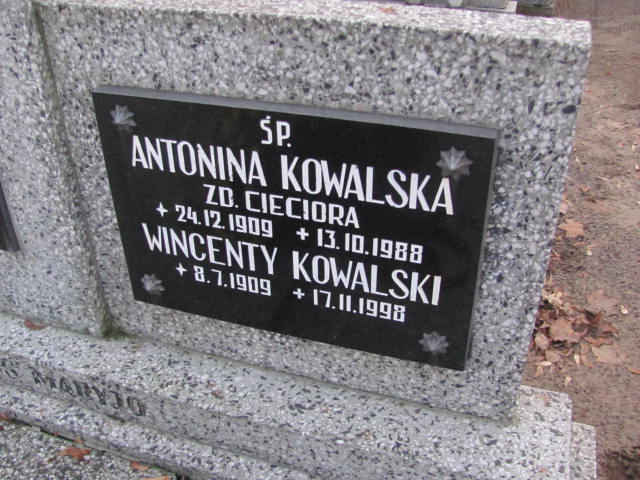 ŚP.
ANTONINA KOWALSKA
ZD. CIECIORA
✦ 24.12.1909 + 13.10.1988
WINCENTY KOWALSKI
✦ 8.7.1909 + 17.11.1998